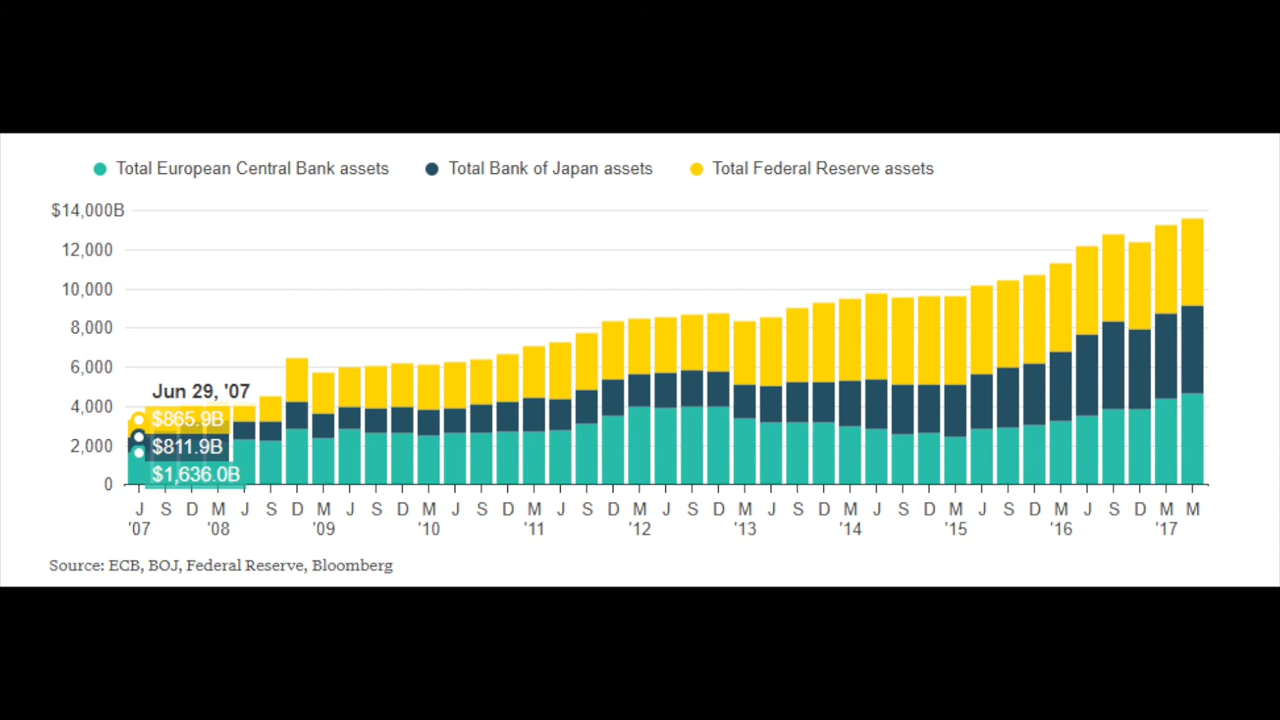 Total European Central Bank assets Total Bank of Japan assets Total Federal Reserve assets
$14,000B
12,000
10,000
8,000
6,000
4,000
2,000
0
Jun 29, '07
$865.9B
$811.9B
$1,636.0B
J S D M J S D M J S D M J S D M J S D M J S D M J S D M J S D M J S D M J S D M M
'07 '08 '09 '10 '11 '12 '13 '14 '15 '16 '17
Source: ECB, BOJ, Federal Reserve, Bloomberg